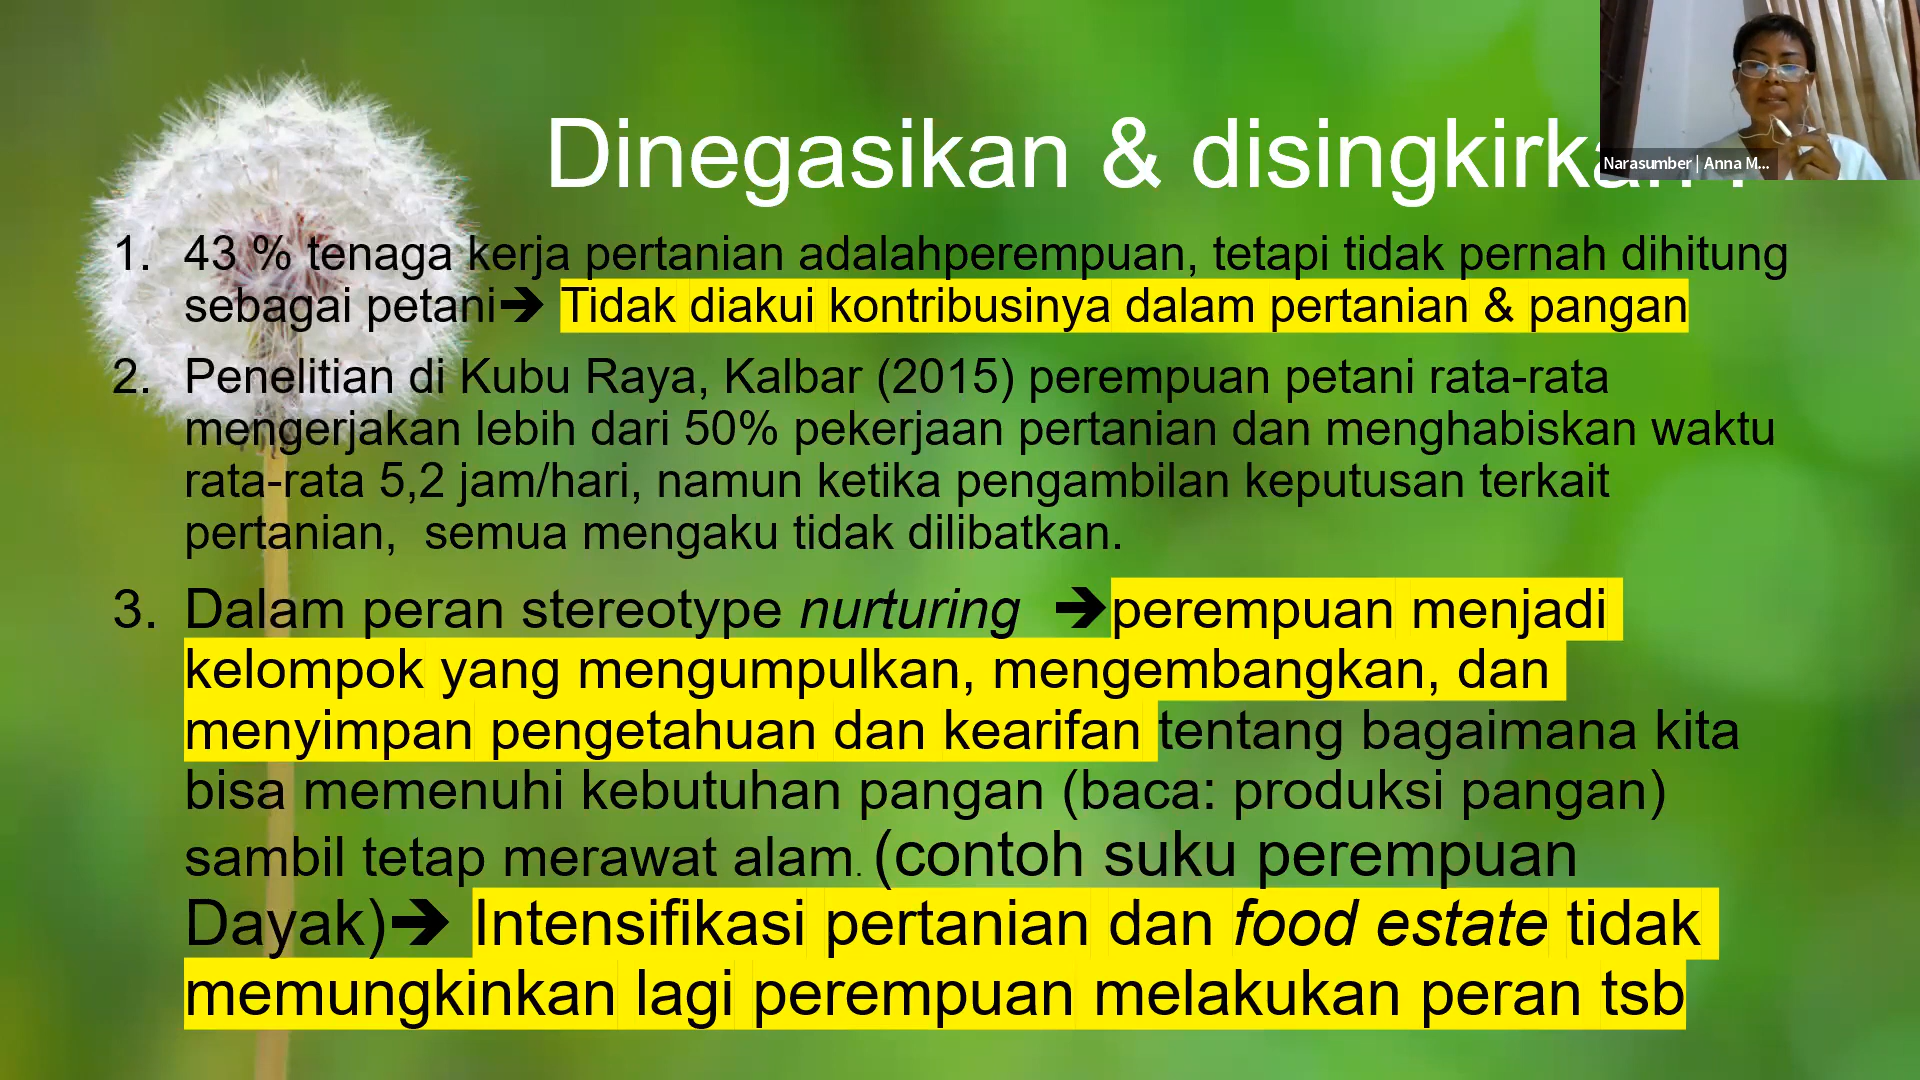 Dinegasikan & disingkirkan
Narasumber | Anna M...
1. 43 % tenaga kerja pertanian adalahperempuan, tetapi tidak pernah dihitung
sebagai petani➔ Tidak diakui kontribusinya dalam pertanian & pangan
2. Penelitian di Kubu Raya, Kalbar (2015) perempuan petani rata-rata
mengerjakan lebih dari 50% pekerjaan pertanian dan menghabiskan waktu
rata-rata 5,2 jam/hari, namun ketika pengambilan keputusan terkait
pertanian, semua mengaku tidak dilibatkan.
3. Dalam peran stereotype nurturing ➔perempuan menjadi
kelompok yang mengumpulkan, mengembangkan, dan
menyimpan pengetahuan dan kearifan tentang bagaimana kita
bisa memenuhi kebutuhan pangan (baca: produksi pangan)
sambil tetap merawat alam. (contoh suku perempuan
Dayak)➔ Intensifikasi pertanian dan food estate tidak
memungkinkan lagi perempuan melakukan peran tsb